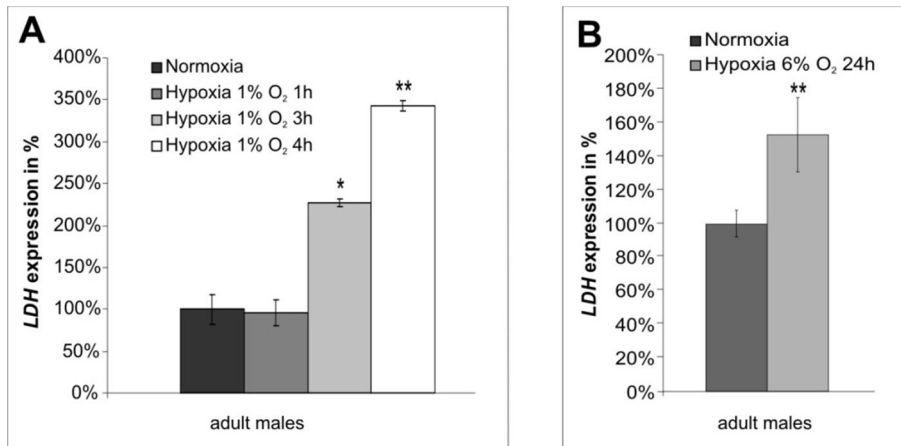 A
400%
350%
300%
250%
200%
150%
100%
50%
0%
LDH expression in %
Normoxia
Hypoxia 1% O₂ 1h
Hypoxia 1% O₂ 3h
Hypoxia 1% O₂ 4h
*
**
adult males
B
200%
180%
160%
140%
120%
100%
80%
60%
40%
20%
0%
LDH expression in %
Normoxia
Hypoxia 6% O₂ 24h
**
adult males